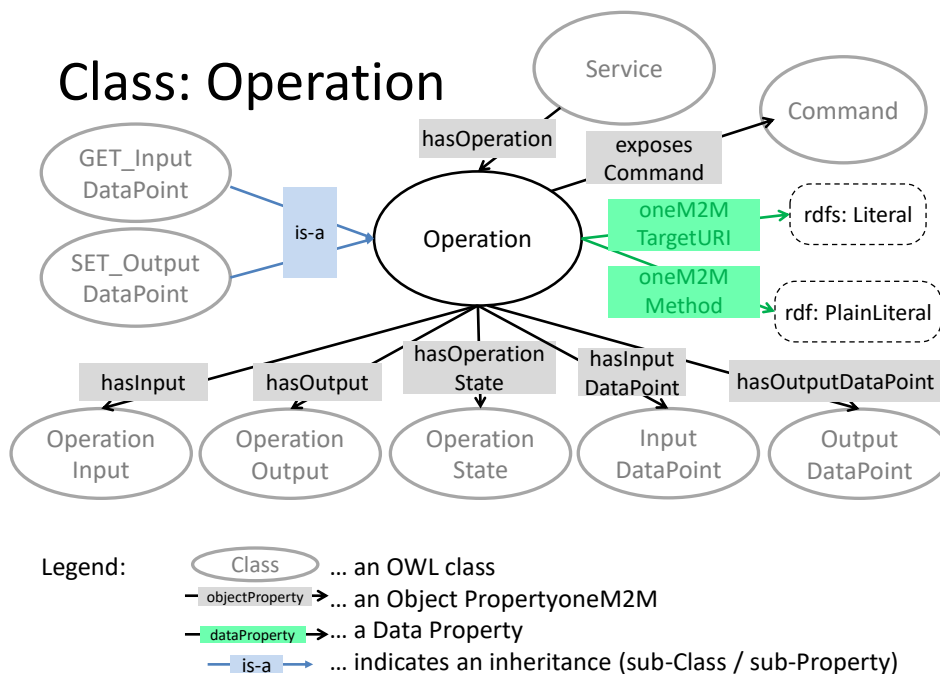 Class: Operation
Service
Command
hasOperation
exposes
Command
GET_Input
DataPoint
is-a
SET_Output
DataPoint
Operation
oneM2M
TargetURI
rdfs: Literal
oneM2M
Method
rdf: PlainLiteral
hasInput
hasOutput
hasOperation
State
hasInput
DataPoint
hasOutputDataPoint
Operation
Input
Operation
Output
Operation
State
Input
DataPoint
Output
DataPoint
Legend:
Class
... an OWL class
objectProperty
... an Object PropertyoneM2M
dataProperty
... a Data Property
is-a
... indicates an inheritance (sub-Class / sub-Property)